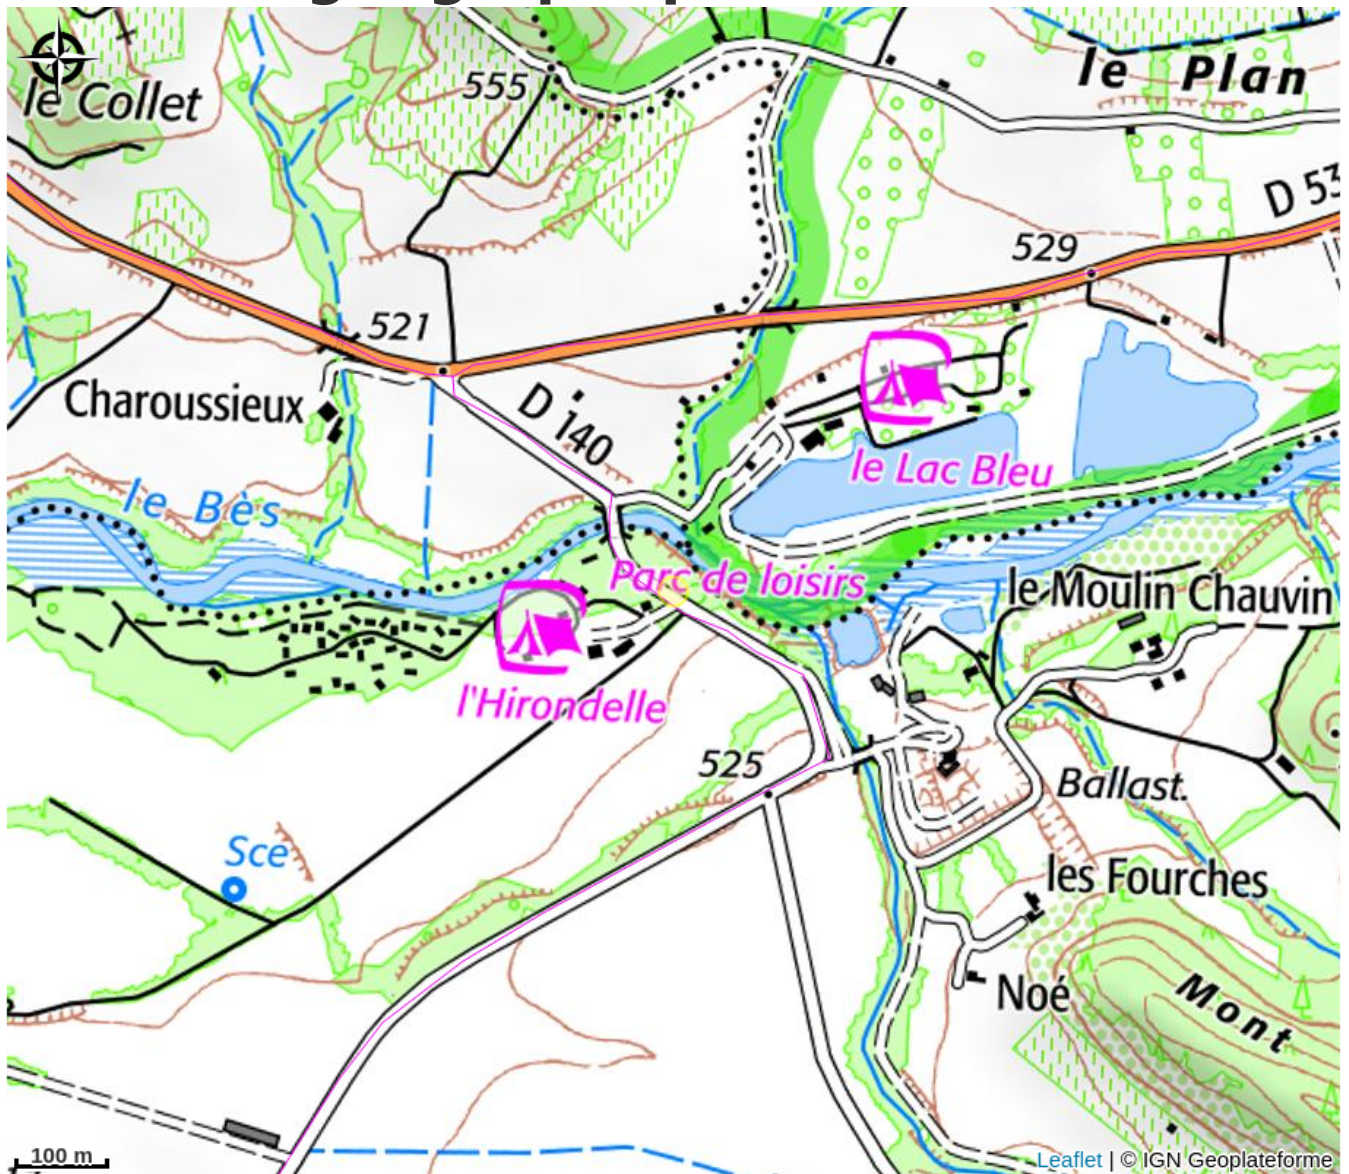 le Plan
555
le Collet
D 53
529
521
Charoussieux
D 140
le Lac Bleu
le Bès
Parc de loisirs
le Moulin Chauvin
l'Hirondelle
525
Ballast.
Sce
les Fourches
Noé
Mont
100 m
Leaflet | © IGN Geoplateforme